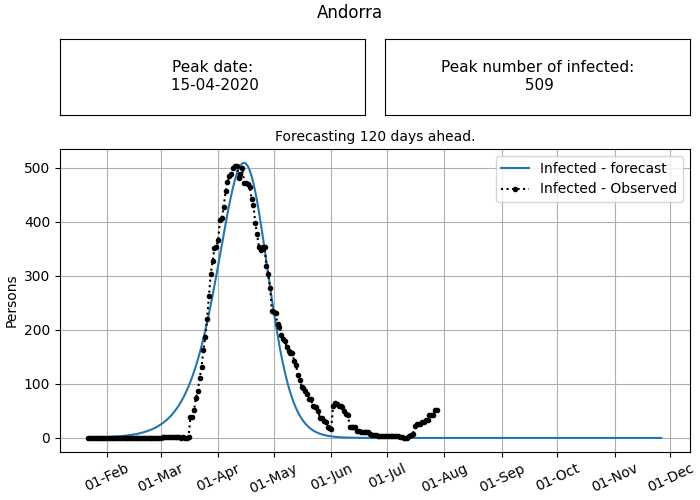 Andorra
Peak date:
15-04-2020
Peak number of infected:
509
Forecasting 120 days ahead.
Infected - forecast
Infected - Observed
500
400
300
200
100
0
Persons
01-Feb
01-Mar
01-Apr
01-May
01-Jun
01-Jul
01-Aug
01-Sep
01-Oct
01-Nov
01-Dec